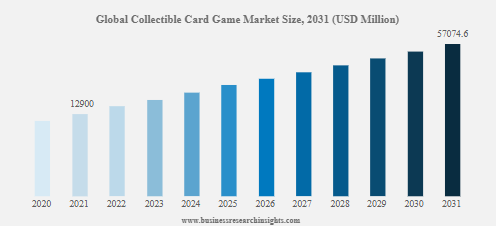 Global Collectible Card Game Market Size, 2031 (USD Million)
57074.6
12900
2020 2021 2022 2023 2024 2025 2026 2027 2028 2029 2030 2031
www.businessresearchinsights.com